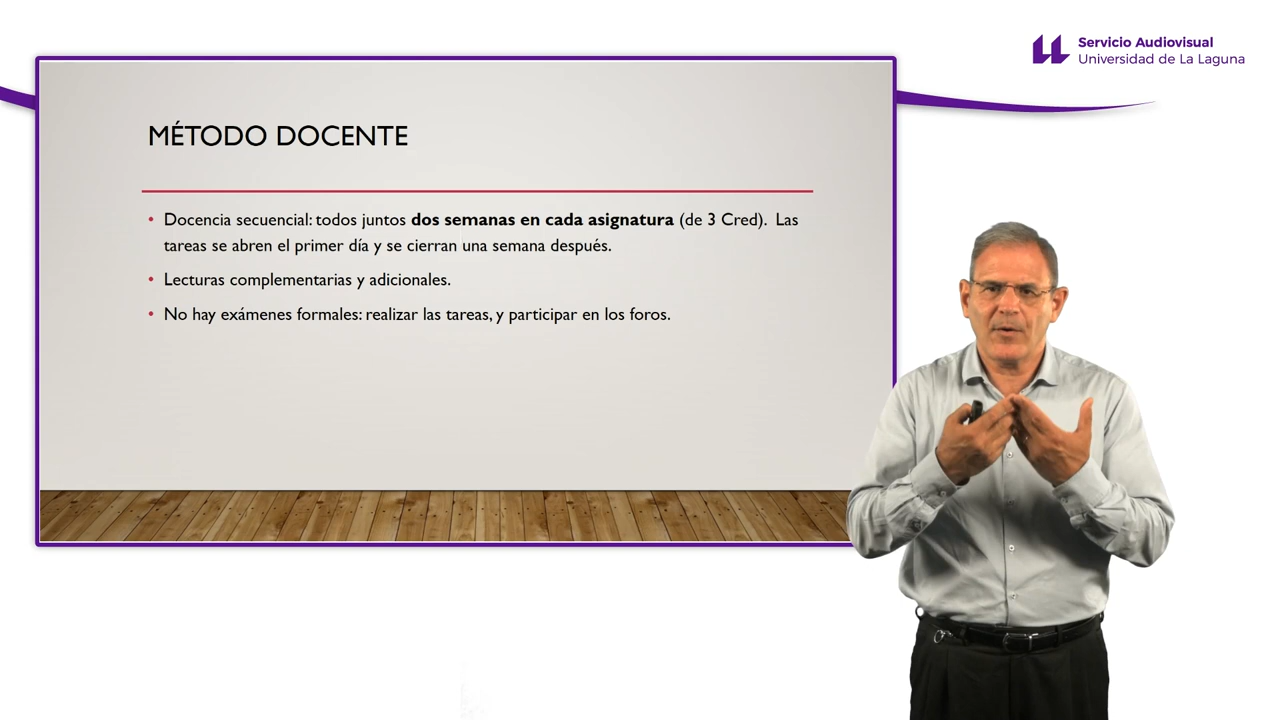 Servicio Audiovisual
Universidad de La Laguna
MÉTODO DOCENTE
• Docencia secuencial: todos juntos dos semanas en cada asignatura (de 3 Cred). Las
tareas se abren el primer día y se cierran una semana después.
• Lecturas complementarias y adicionales.
• No hay exámenes formales: realizar las tareas, y participar en los foros.